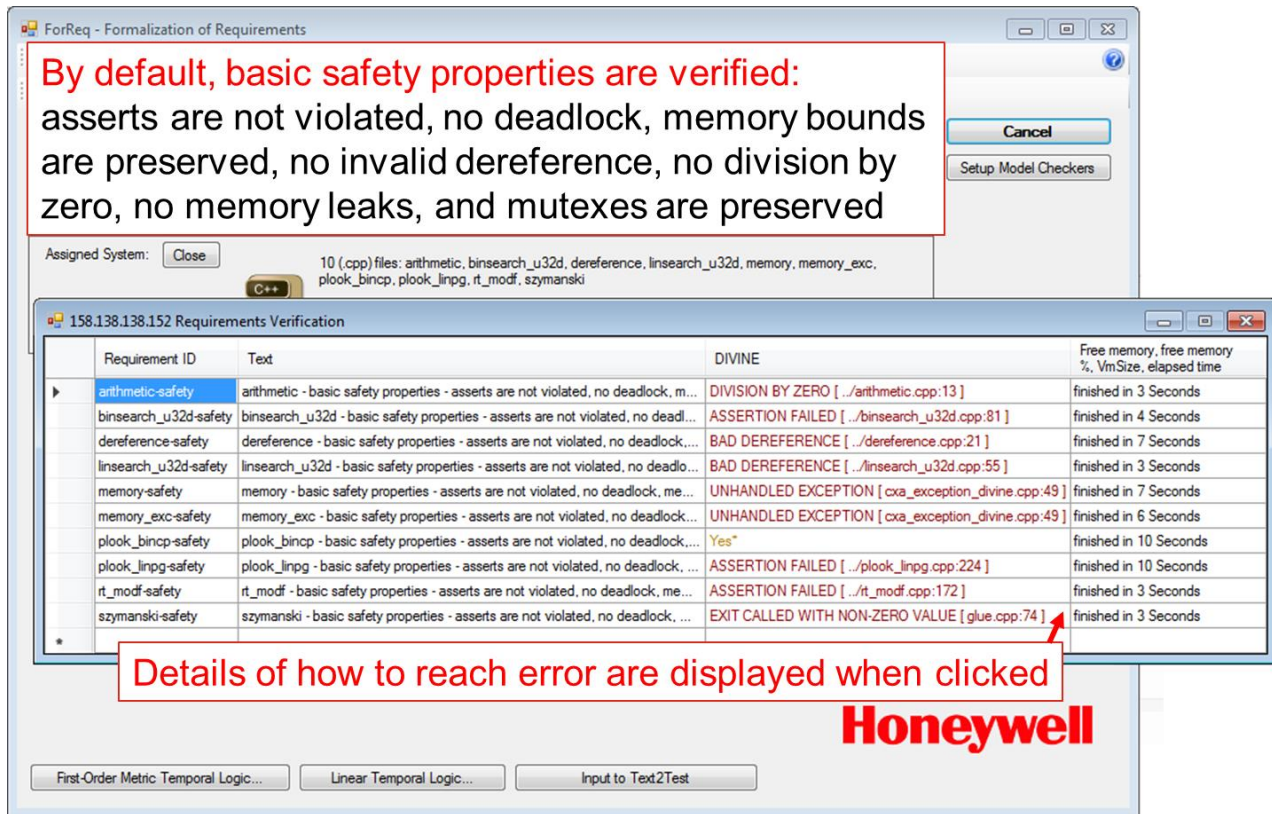 ForReq - Formalization of Requirements
By default, basic safety properties are verified:
asserts are not violated, no deadlock, memory bounds
are preserved, no invalid dereference, no division by
zero, no memory leaks, and mutexes are preserved
Cancel
Setup Model Checkers
Assigned System: Close
10 (.cpp) files: arithmetic, binsearch_u32d, dereference, linsearch_u32d, memory, memory_exc,
plook_bincp, plook_linpg, rt_modf, szymanski
C++
158.138.138.152 Requirements Verification
Requirement ID Text DIVINE Free memory, free memory
%, VmSize, elapsed time
arithmetic-safety arithmetic - basic safety properties - asserts are not violated, no deadlock, m... DIVISION BY ZERO [ ../arithmetic.cpp:13 ] finished in 3 Seconds
binsearch_u32d-safety binsearch_u32d - basic safety properties - asserts are not violated, no deadl... ASSERTION FAILED [ ../binsearch_u32d.cpp:81 ] finished in 4 Seconds
dereference-safety dereference - basic safety properties - asserts are not violated, no deadlock,... BAD DEREFERENCE [ ../dereference.cpp:21 ] finished in 7 Seconds
linsearch_u32d-safety linsearch_u32d - basic safety properties - asserts are not violated, no deadlo... BAD DEREFERENCE [ ../linsearch_u32d.cpp:55 ] finished in 3 Seconds
memory-safety memory - basic safety properties - asserts are not violated, no deadlock, me... UNHANDLED EXCEPTION [ cxa_exception_divine.cpp:49 ] finished in 7 Seconds
memory_exc-safety memory_exc - basic safety properties - asserts are not violated, no deadlock... UNHANDLED EXCEPTION [ cxa_exception_divine.cpp:49 ] finished in 6 Seconds
plook_bincp-safety plook_bincp - basic safety properties - asserts are not violated, no deadlock,... Yes* finished in 10 Seconds
plook_linpg-safety plook_linpg - basic safety properties - asserts are not violated, no deadlock, ... ASSERTION FAILED [ ../plook_linpg.cpp:224 ] finished in 10 Seconds
rt_modf-safety rt_modf - basic safety properties - asserts are not violated, no deadlock, me... ASSERTION FAILED [ ../rt_modf.cpp:172 ] finished in 3 Seconds
szymanski-safety szymanski - basic safety properties - asserts are not violated, no deadlock, ... EXIT CALLED WITH NON-ZERO VALUE [ glue.cpp:74 ] finished in 3 Seconds
*
Details of how to reach error are displayed when clicked
Honeywell
First-Order Metric Temporal Logic... Linear Temporal Logic... Input to Text2Test